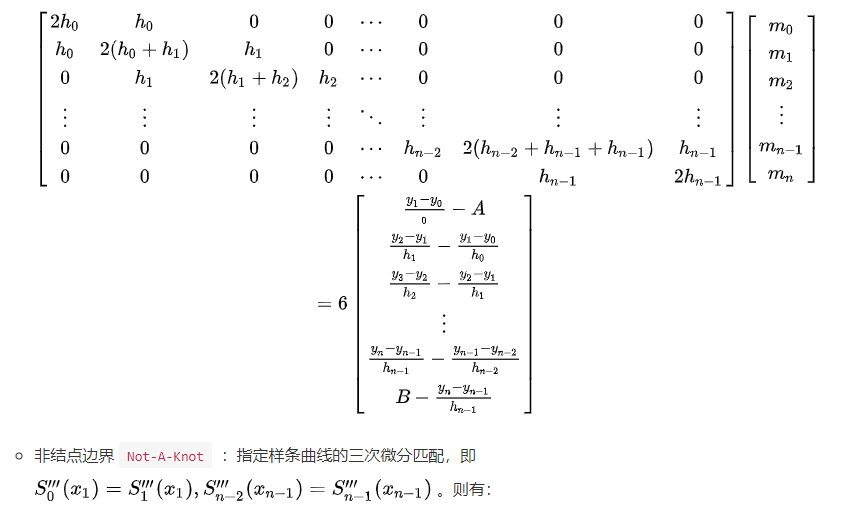 \begin{bmatrix} 2h_0 & h_0 & 0 & 0 & \cdots & 0 & 0 & 0 \\ h_0 & 2(h_0+h_1) & h_1 & 0 & \cdots & 0 & 0 & 0 \\ 0 & h_1 & 2(h_1+h_2) & h_2 & \cdots & 0 & 0 & 0 \\ \vdots & \vdots & \vdots & \vdots & \ddots & \vdots & \vdots & \vdots \\ 0 & 0 & 0 & 0 & \cdots & h_{n-2} & 2(h_{n-2}+h_{n-1}+h_{n-1}) & h_{n-1} \\ 0 & 0 & 0 & 0 & \cdots & 0 & h_{n-1} & 2h_{n-1} \end{bmatrix} \begin{bmatrix} m_0 \\ m_1 \\ m_2 \\ \vdots \\ m_{n-1} \\ m_n \end{bmatrix}
= 6 \begin{bmatrix} \frac{y_1-y_0}{0} - A \\ \frac{y_2-y_1}{h_1} - \frac{y_1-y_0}{h_0} \\ \frac{y_3-y_2}{h_2} - \frac{y_2-y_1}{h_1} \\ \vdots \\ \frac{y_n-y_{n-1}}{h_{n-1}} - \frac{y_{n-1}-y_{n-2}}{h_{n-2}} \\ B - \frac{y_n-y_{n-1}}{h_{n-1}} \end{bmatrix}
非结点边界 Not-A-Knot ：指定样条曲线的三次微分匹配，即
S_0'''(x_1) = S_1'''(x_1), S_{n-2}'''(x_{n-1}) = S_{n-1}'''(x_{n-1}) 。则有：